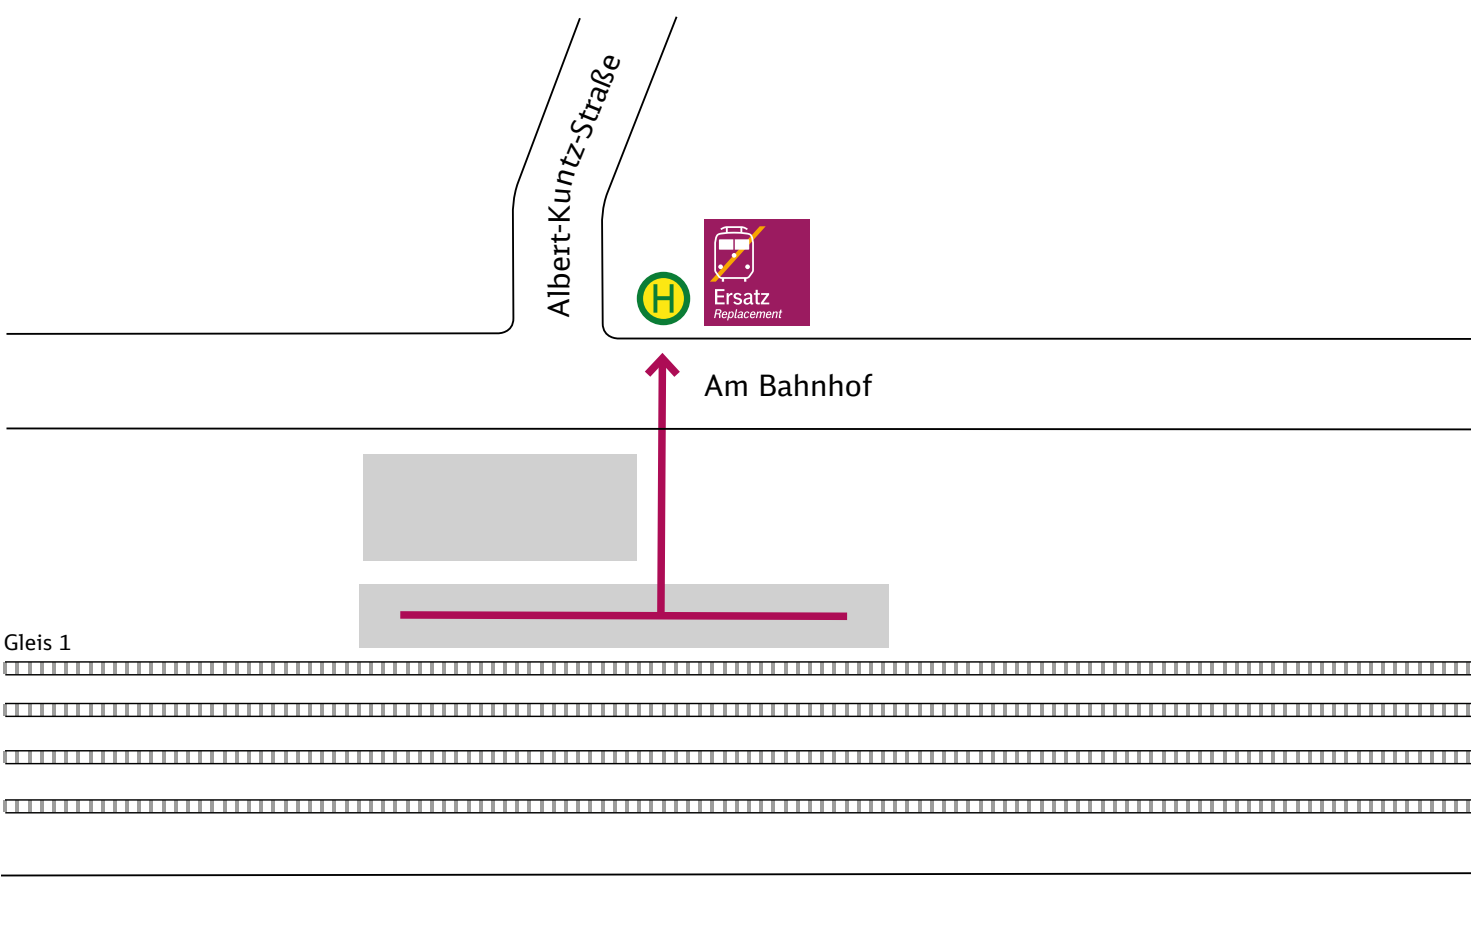 Albert-Kuntz-Straße
H
Ersatz
Replacement
Am Bahnhof
Gleis 1